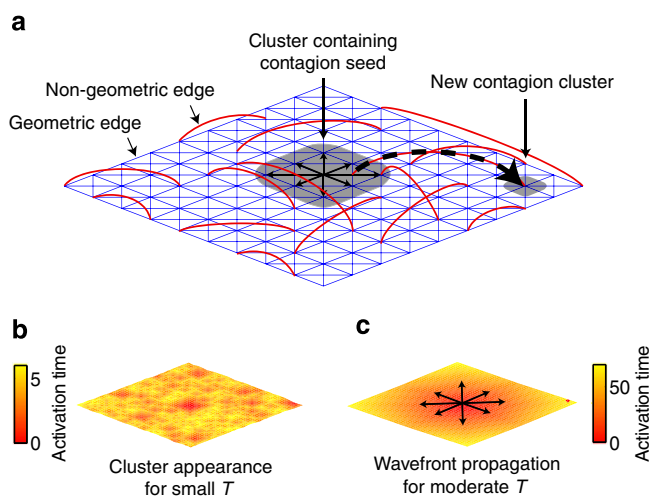 a
Cluster containing
contagion seed
Non-geometric edge
New contagion cluster
Geometric edge
b
c
5
0
Activation time
50
0
Activation time
Cluster appearance
for small T
Wavefront propagation
for moderate T